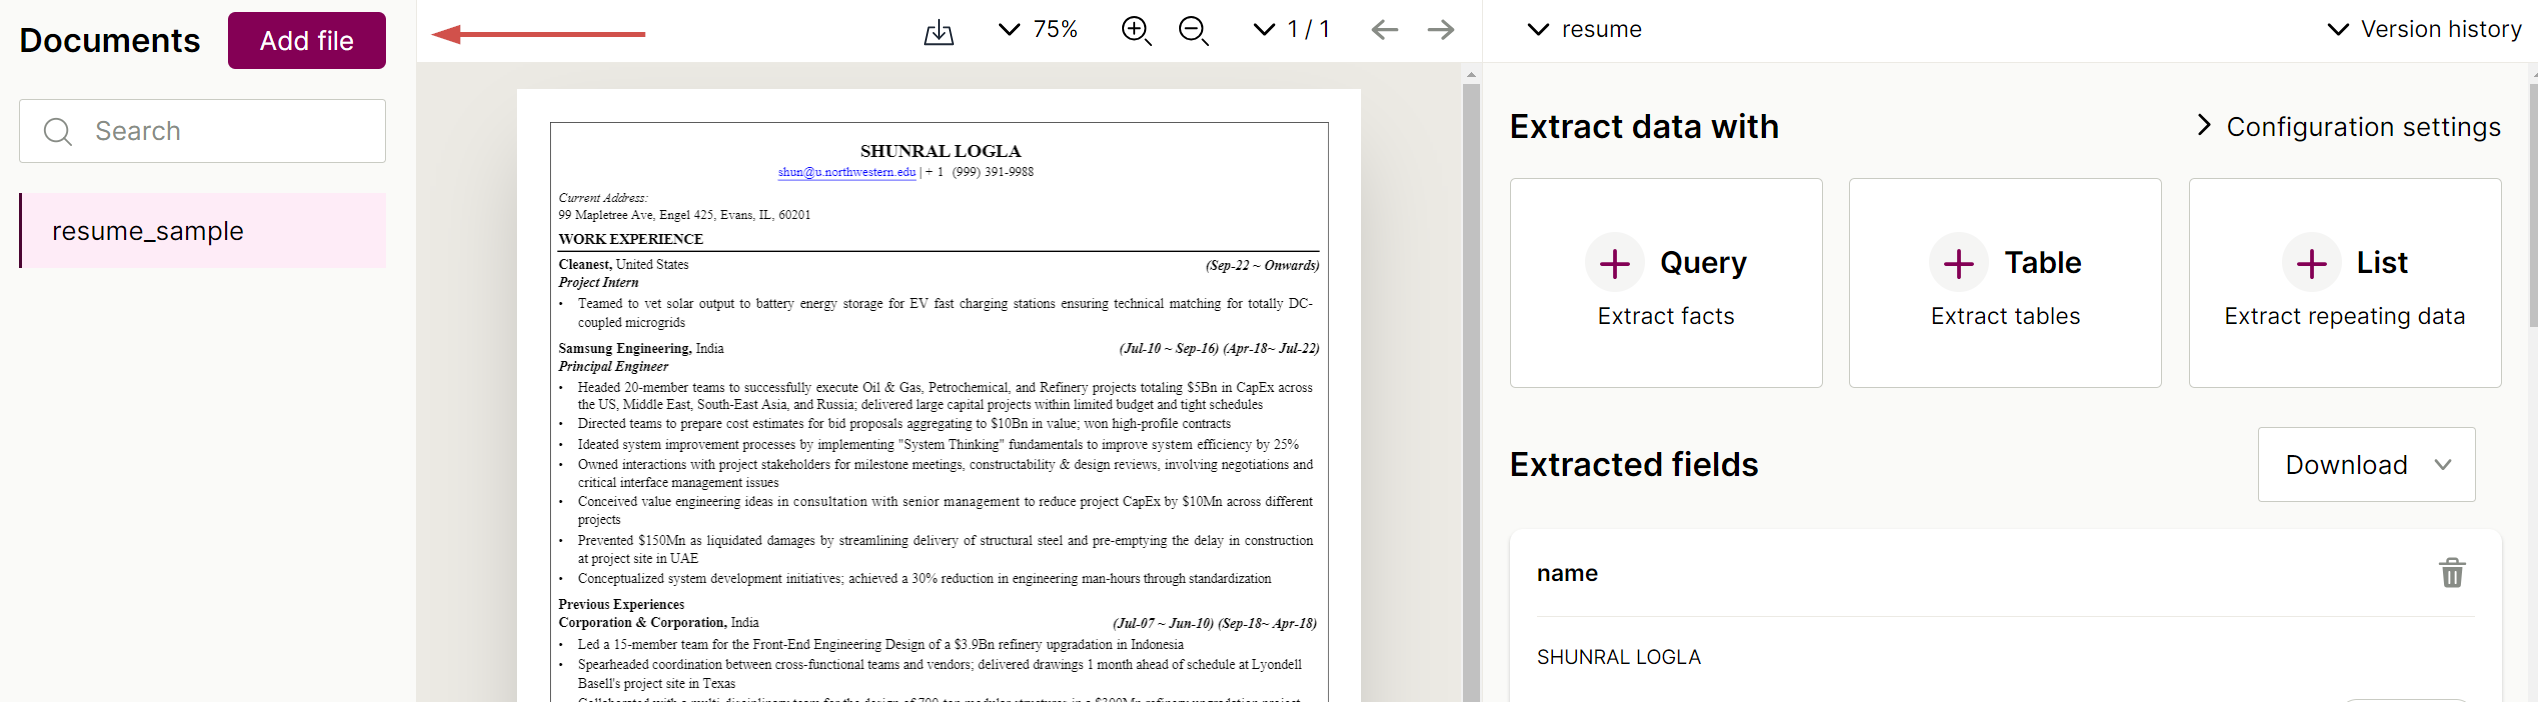 Documents
Add file
Search
resume_sample
75%
1 / 1
SHUNRAL LOGLA
shun@u.northwestern.edu | + 1 (999) 391-9988
Current Address:
99 Mapletree Ave, Engel 425, Evans, IL, 60201
WORK EXPERIENCE
Cleanest, United States (Sep-22 ~ Onwards)
Project Intern
• Teamed to vet solar output to battery energy storage for EV fast charging stations ensuring technical matching for totally DC-
coupled microgrids
Samsung Engineering, India (Jul-10 ~ Sep-16) (Apr-18~ Jul-22)
Principal Engineer
• Headed 20-member teams to successfully execute Oil & Gas, Petrochemical, and Refinery projects totaling $5Bn in CapEx across
the US, Middle East, South-East Asia, and Russia; delivered large capital projects within limited budget and tight schedules
• Directed teams to prepare cost estimates for bid proposals aggregating to $10Bn in value; won high-profile contracts
• Ideated system improvement processes by implementing "System Thinking" fundamentals to improve system efficiency by 25%
• Owned interactions with project stakeholders for milestone meetings, constructability & design reviews, involving negotiations and
critical interface management issues
• Conceived value engineering ideas in consultation with senior management to reduce project CapEx by $10Mn across different
projects
• Prevented $150Mn as liquidated damages by streamlining delivery of structural steel and pre-empting the delay in construction
at project site in UAE
• Conceptualized system development initiatives; achieved a 30% reduction in engineering man-hours through standardization
Previous Experiences
Corporation & Corporation, India (Jul-07 ~ Jun-10) (Sep-18~ Apr-18)
• Led a 15-member team for the Front-End Engineering Design of a $3.9Bn refinery upgradation in Indonesia
• Spearheaded coordination between cross-functional teams and vendors; delivered drawings 1 month ahead of schedule at Lyondell
Basell's project site in Texas
resume
Version history
Extract data with
Configuration settings
Query
Extract facts
Table
Extract tables
List
Extract repeating data
Extracted fields
Download
name
SHUNRAL LOGLA